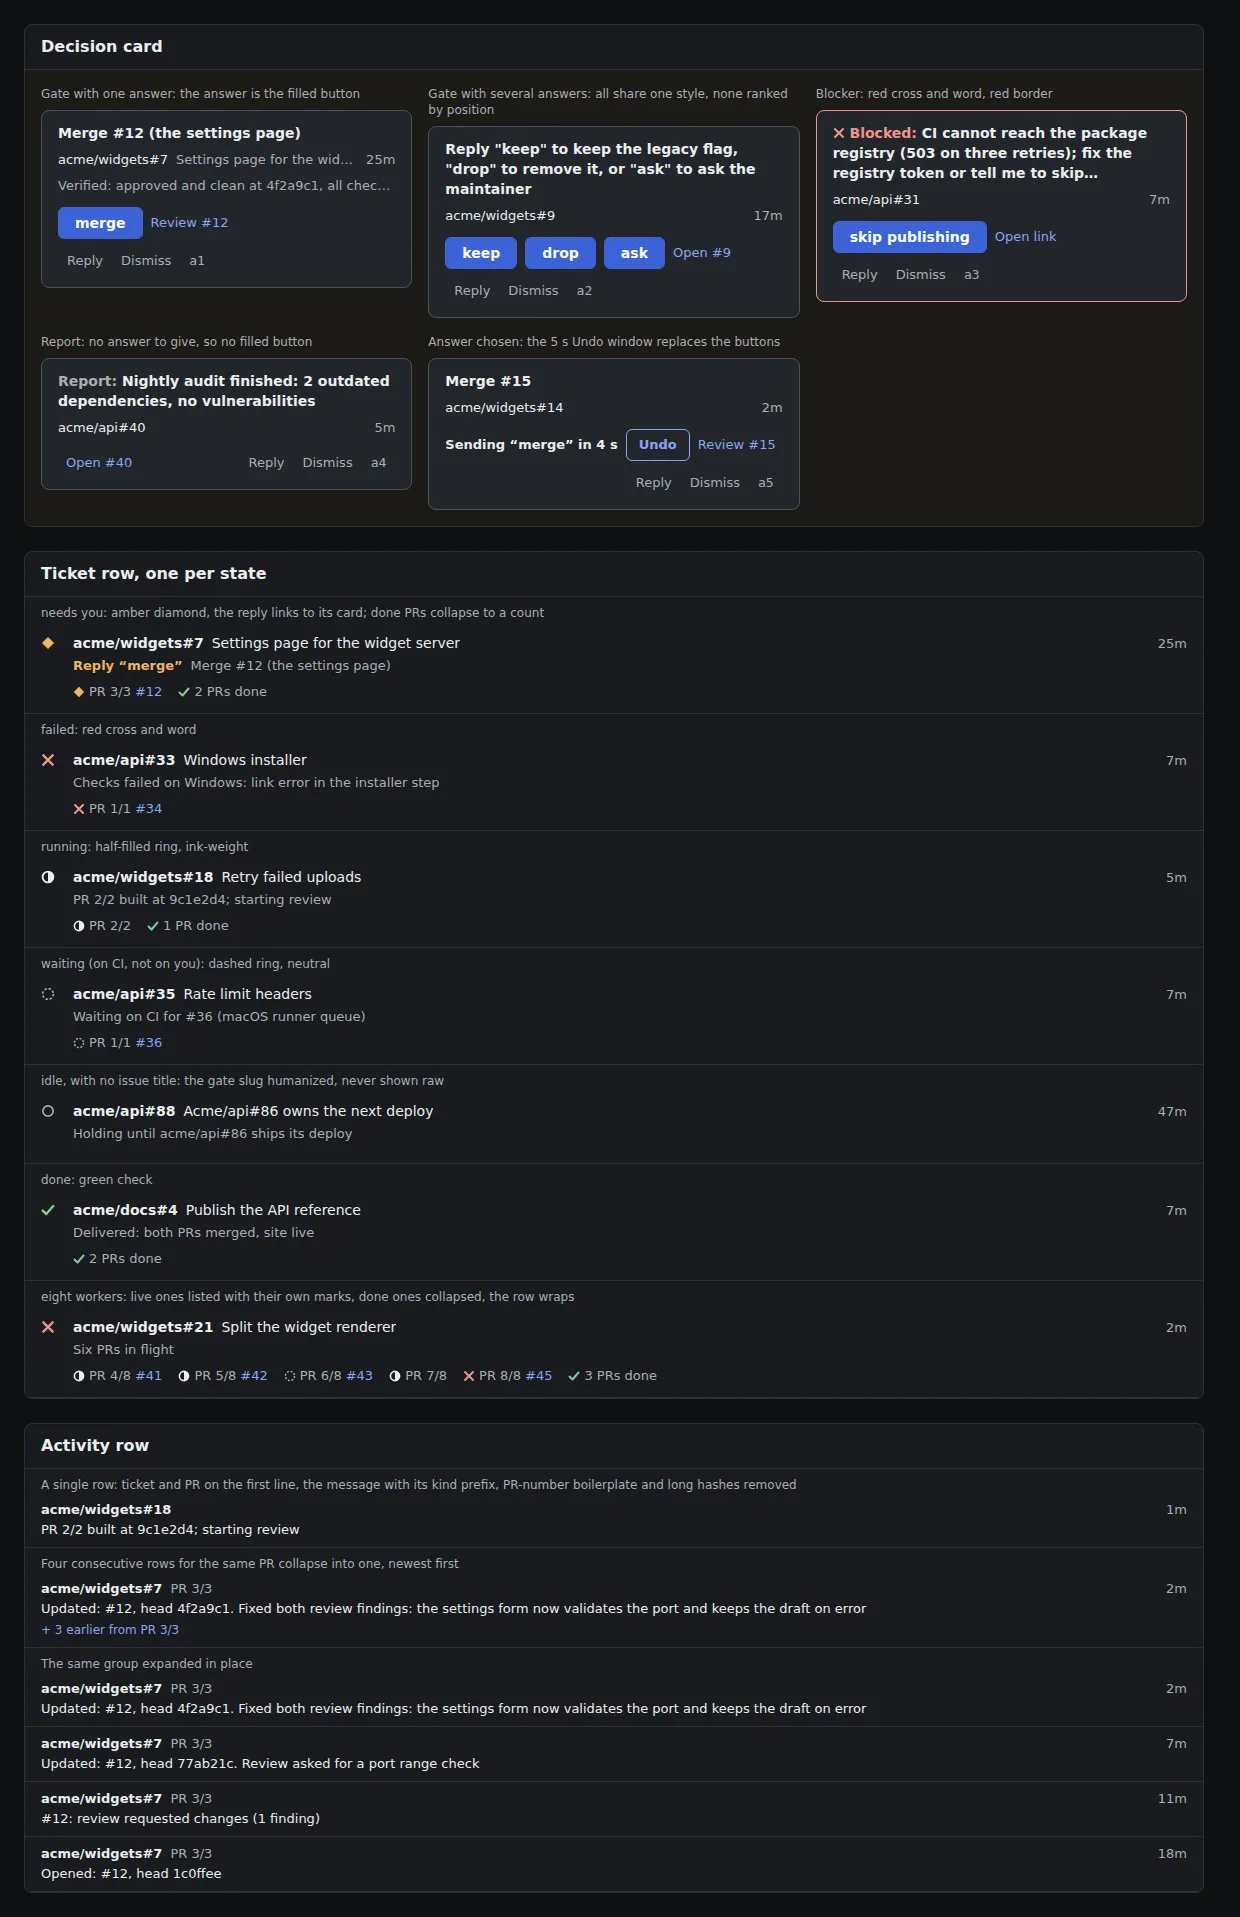 Decision card
Gate with one answer: the answer is the filled button
Merge #12 (the settings page)
acme/widgets#7 Settings page for the wid… 25m
Verified: approved and clean at 4f2a9c1, all chec…
merge Review #12
Reply Dismiss a1
Gate with several answers: all share one style, none ranked
by position
Reply "keep" to keep the legacy flag,
"drop" to remove it, or "ask" to ask the
maintainer
acme/widgets#9 17m
keep drop ask Open #9
Reply Dismiss a2
Blocker: red cross and word, red border
Blocked: CI cannot reach the package
registry (503 on three retries); fix the
registry token or tell me to skip…
acme/api#31 7m
skip publishing Open link
Reply Dismiss a3
Report: no answer to give, so no filled button
Report: Nightly audit finished: 2 outdated
dependencies, no vulnerabilities
acme/api#40 5m
Open #40 Reply Dismiss a4
Answer chosen: the 5 s Undo window replaces the buttons
Merge #15
acme/widgets#14 2m
Sending “merge” in 4 s Undo Review #15
Reply Dismiss a5
Ticket row, one per state
needs you: amber diamond, the reply links to its card; done PRs collapse to a count
acme/widgets#7 Settings page for the widget server 25m
Reply “merge” Merge #12 (the settings page)
PR 3/3 #12 2 PRs done
failed: red cross and word
acme/api#33 Windows installer 7m
Checks failed on Windows: link error in the installer step
PR 1/1 #34
running: half-filled ring, ink-weight
acme/widgets#18 Retry failed uploads 5m
PR 2/2 built at 9c1e2d4; starting review
PR 2/2 1 PR done
waiting (on CI, not on you): dashed ring, neutral
acme/api#35 Rate limit headers 7m
Waiting on CI for #36 (macOS runner queue)
PR 1/1 #36
idle, with no issue title: the gate slug humanized, never shown raw
acme/api#88 Acme/api#86 owns the next deploy 47m
Holding until acme/api#86 ships its deploy
done: green check
acme/docs#4 Publish the API reference 7m
Delivered: both PRs merged, site live
2 PRs done
eight workers: live ones listed with their own marks, done ones collapsed, the row wraps
acme/widgets#21 Split the widget renderer 2m
Six PRs in flight
PR 4/8 #41 PR 5/8 #42 PR 6/8 #43 PR 7/8 PR 8/8 #45 3 PRs done
Activity row
A single row: ticket and PR on the first line, the message with its kind prefix, PR-number boilerplate and long hashes removed
acme/widgets#18 1m
PR 2/2 built at 9c1e2d4; starting review
Four consecutive rows for the same PR collapse into one, newest first
acme/widgets#7 PR 3/3 2m
Updated: #12, head 4f2a9c1. Fixed both review findings: the settings form now validates the port and keeps the draft on error
+ 3 earlier from PR 3/3
The same group expanded in place
acme/widgets#7 PR 3/3 2m
Updated: #12, head 4f2a9c1. Fixed both review findings: the settings form now validates the port and keeps the draft on error
acme/widgets#7 PR 3/3 7m
Updated: #12, head 77ab21c. Review asked for a port range check
acme/widgets#7 PR 3/3 11m
#12: review requested changes (1 finding)
acme/widgets#7 PR 3/3 18m
Opened: #12, head 1c0ffee